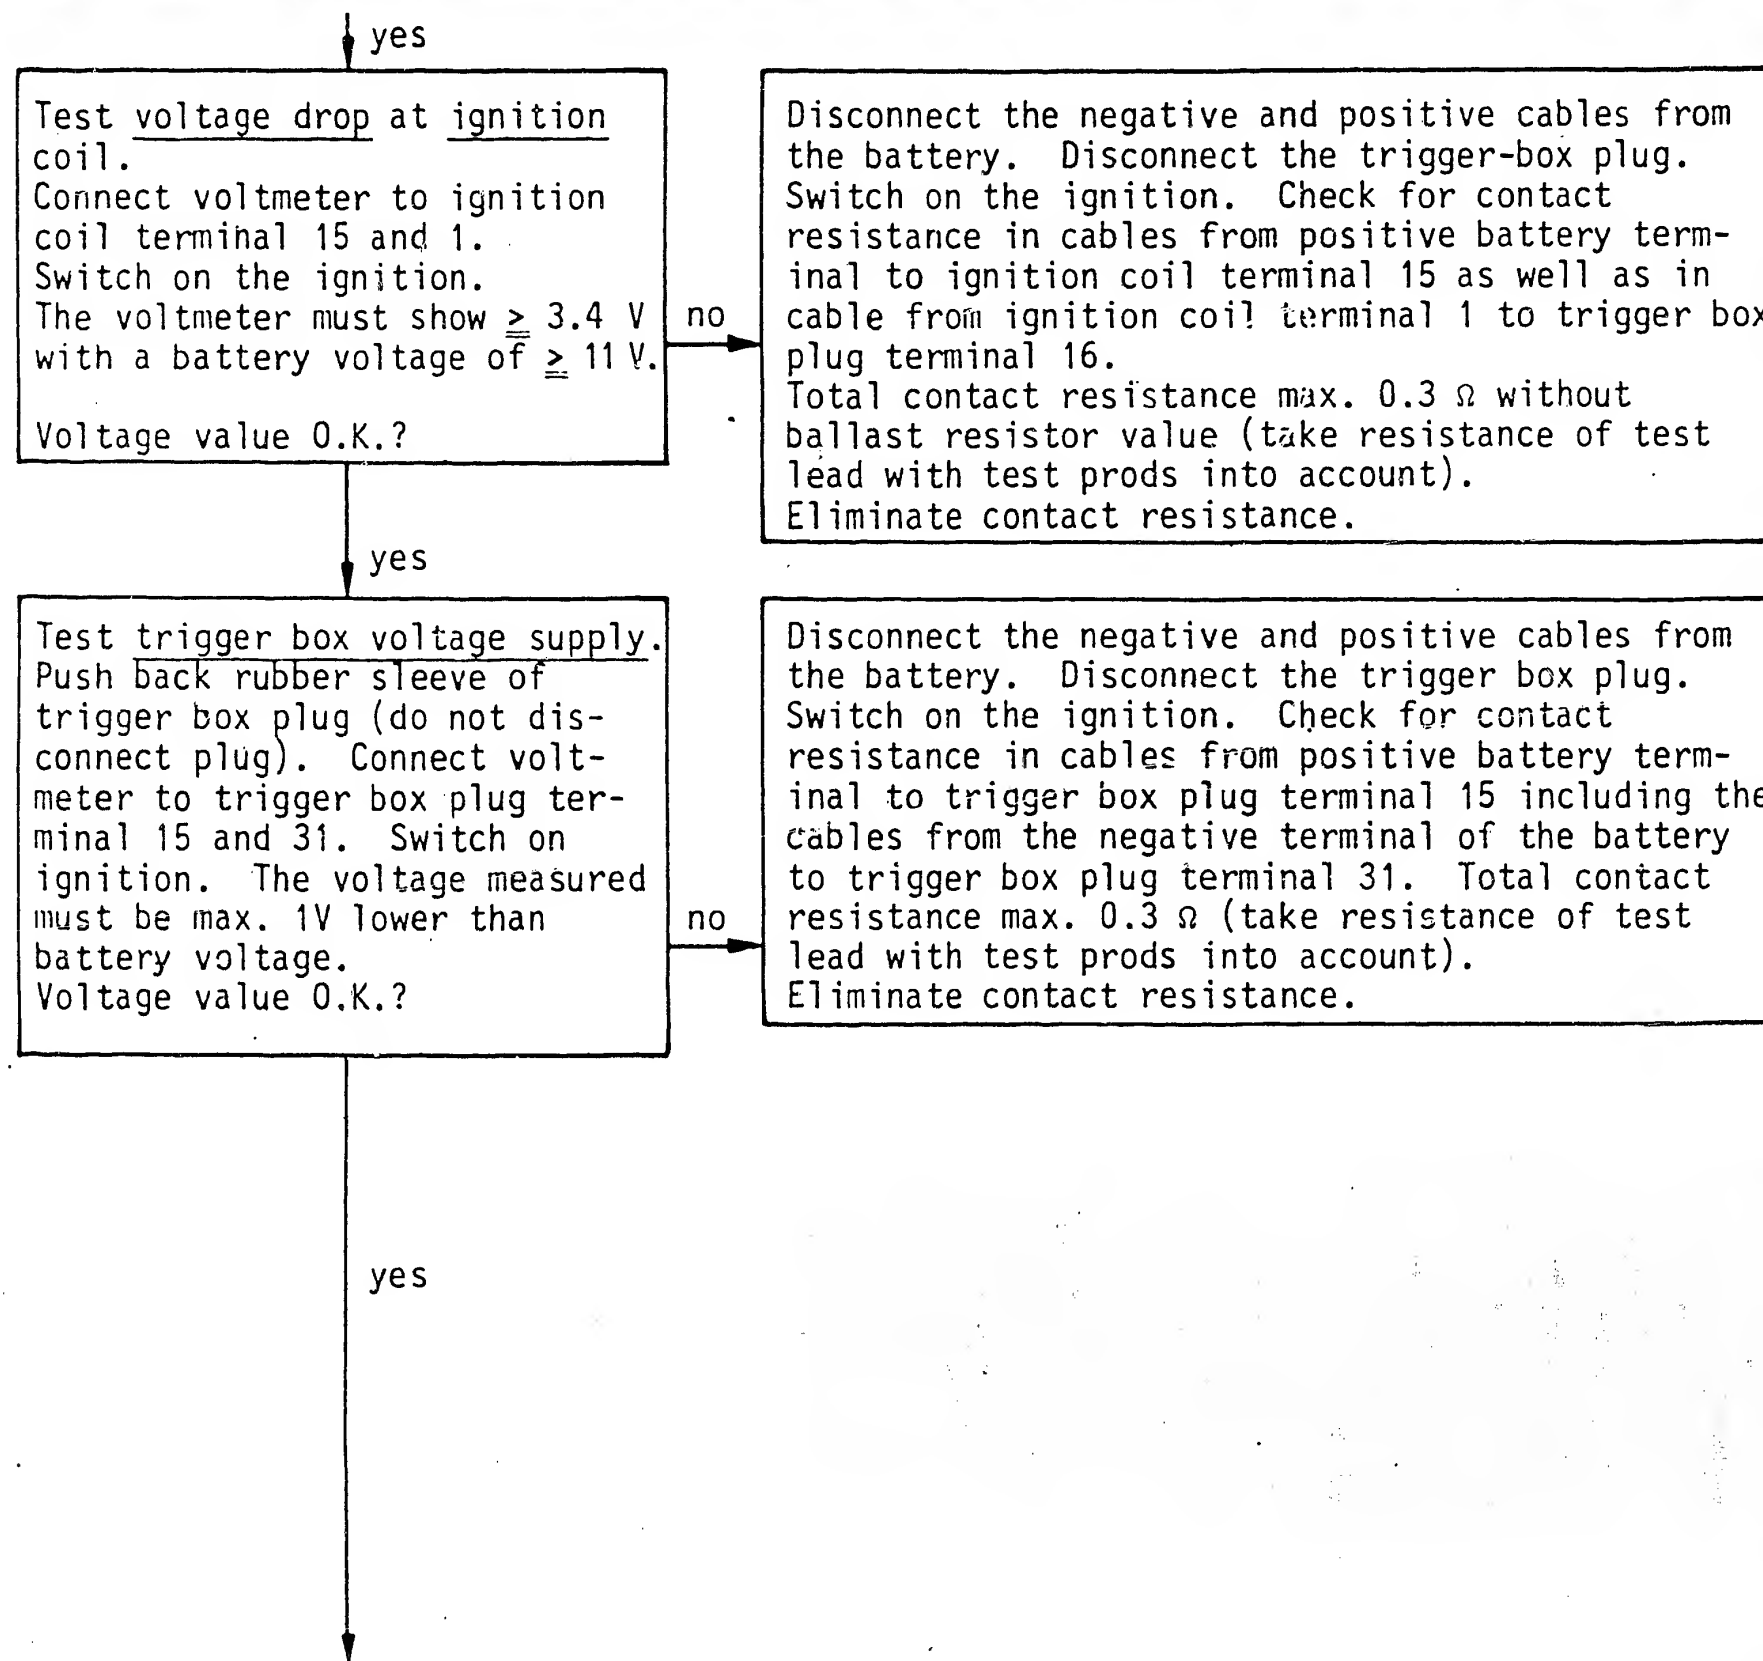 yes
Test voltage drop at ignition
coil.
Connect voltmeter to ignition
coil terminal 15 and 1.
Switch on the ignition.
The voltmeter must show ≥ 3.4 V
with a battery voltage of ≥ 11 V.
Voltage value O.K.?
no
Disconnect the negative and positive cables from
the battery. Disconnect the trigger-box plug.
Switch on the ignition. Check for contact
resistance in cables from positive battery term-
inal to ignition coil terminal 15 as well as in
cable from ignition coil terminal 1 to trigger box
plug terminal 16.
Total contact resistance max. 0.3 Ω without
ballast resistor value (take resistance of test
lead with test prods into account).
Eliminate contact resistance.
yes
Test trigger box voltage supply.
Push back rubber sleeve of
trigger box plug (do not dis-
connect plug). Connect volt-
meter to trigger box plug ter-
minal 15 and 31. Switch on
ignition. The voltage measured
must be max. 1V lower than
battery voltage.
Voltage value O.K.?
no
Disconnect the negative and positive cables from
the battery. Disconnect the trigger box plug.
Switch on the ignition. Check for contact
resistance in cables from positive battery term-
inal to trigger box plug terminal 15 including the
cables from the negative terminal of the battery
to trigger box plug terminal 31. Total contact
resistance max. 0.3 Ω (take resistance of test
lead with test prods into account).
Eliminate contact resistance.
yes